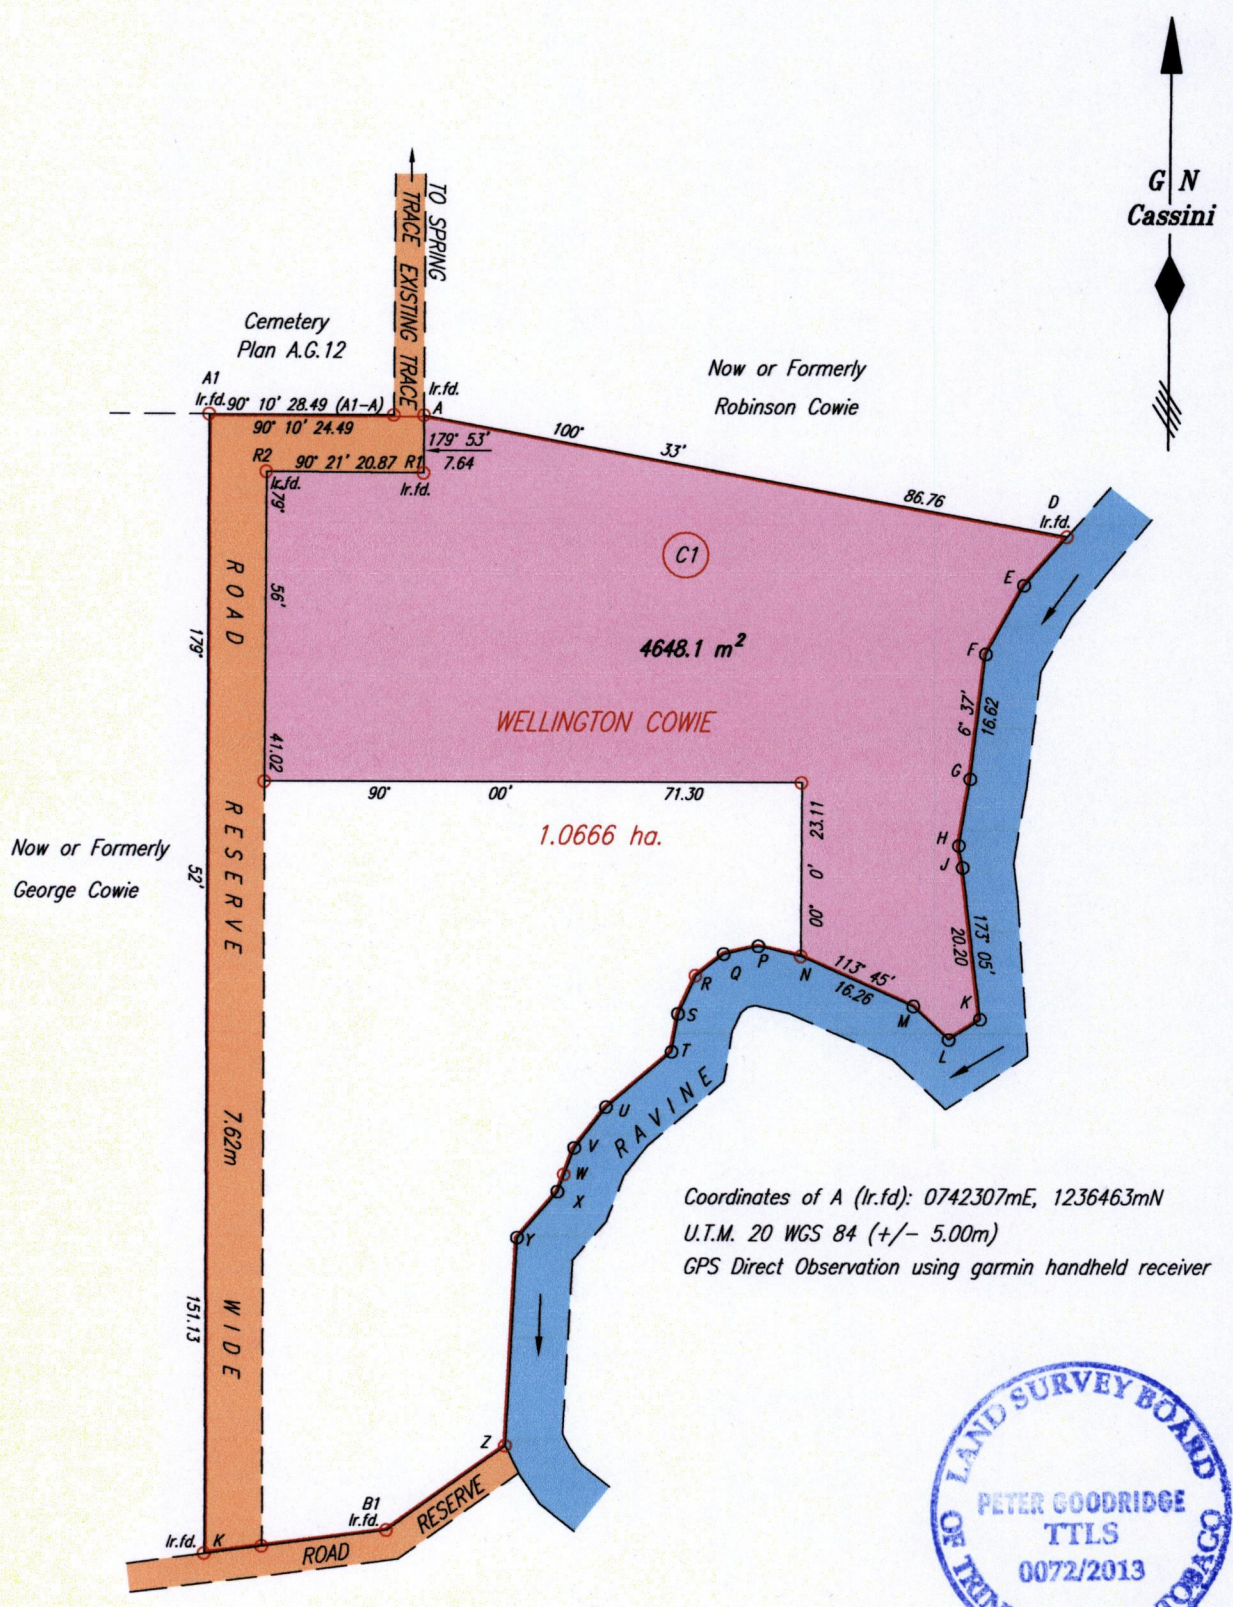 G N
Cassini
TO SPRING
TRACE EXISTING TRACE
Cemetery
Plan A.G.12
Now or Formerly
Robinson Cowie
A1
Ir.fd.
90° 10' 28.49 (A1-A)
Ir.fd.
A
90° 10' 24.49
179° 53'
7.64
R2
90° 21' 20.87
R1
Ir.fd.
Ir.fd.
100°
33'
86.76
D
Ir.fd.
179°
56'
41.02
C1
E
F
4648.1 m²
WELLINGTON COWIE
9° 37'
16.62
G
90°
00'
71.30
1.0666 ha.
H
J
0° 00'
23.11
173° 05'
20.20
K
L
M
113° 45'
16.26
N
P
Q
R
S
T
U
V
W
X
Y
Z
RAVINE
179°
52'
151.13
ROAD
RESERVE
7.62m
WIDE
Now or Formerly
George Cowie
Coordinates of A (Ir.fd): 0742307mE, 1236463mN
U.T.M. 20 WGS 84 (+/- 5.00m)
GPS Direct Observation using garmin handheld receiver
B1
Ir.fd.
Ir.fd.
K
ROAD
RESERVE
LAND SURVEY BOARD
PETER GOODRIDGE
TTLS
0072/2013
OF
TOBAGO